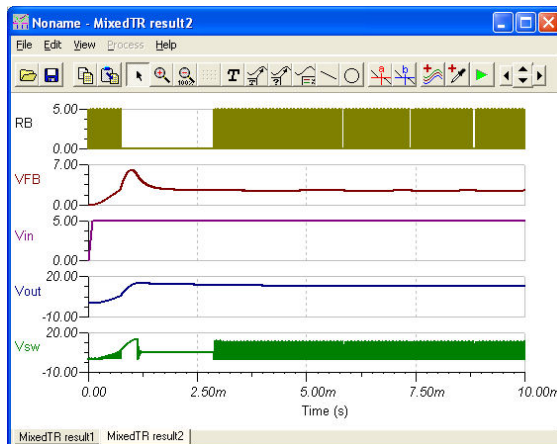 Noname - MixedTR result2
File Edit View Process Help
T
100%
a
b
RB
5.00
0.00
VFB
7.00
0.00
Vin
5.00
0.00
Vout
20.00
-10.00
Vsw
20.00
-10.00
0.00 2.50m 5.00m 7.50m 10.00m
Time (s)
MixedTR result1 MixedTR result2